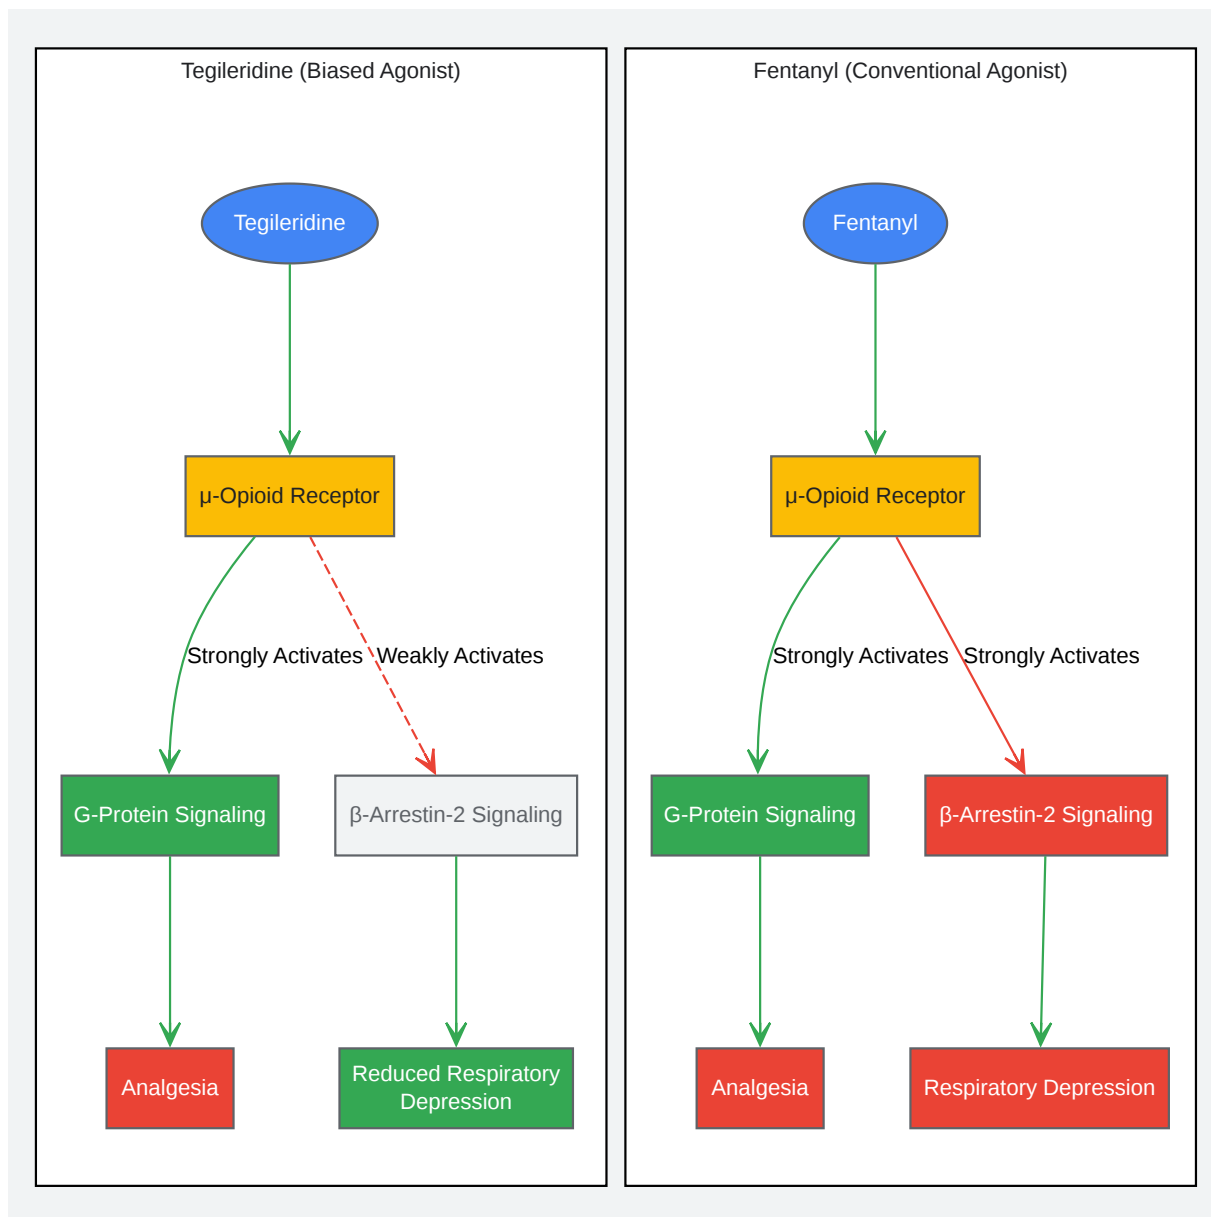 Tegileridine (Biased Agonist)
Tegileridine
μ-Opioid Receptor
Strongly Activates
Weakly Activates
G-Protein Signaling
β-Arrestin-2 Signaling
Analgesia
Reduced Respiratory
Depression
Fentanyl (Conventional Agonist)
Fentanyl
μ-Opioid Receptor
Strongly Activates
Strongly Activates
G-Protein Signaling
β-Arrestin-2 Signaling
Analgesia
Respiratory Depression